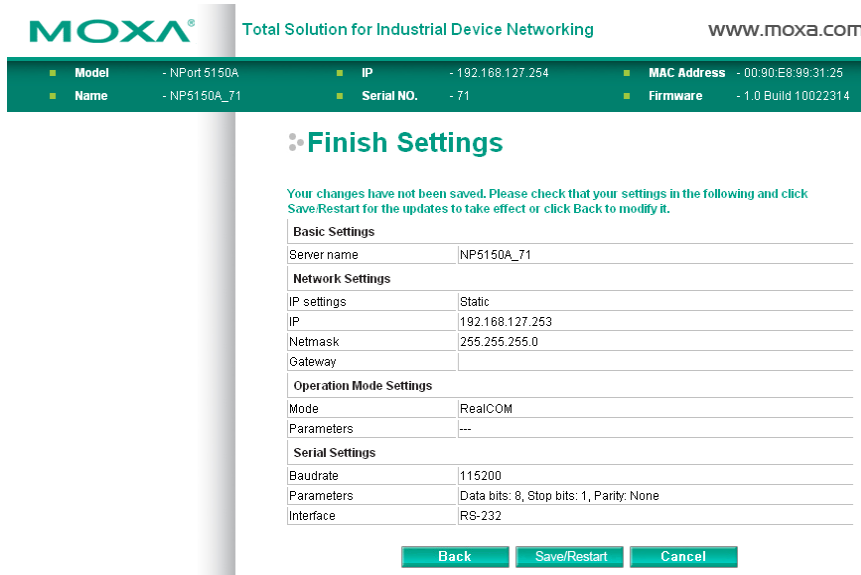 MOXA® Total Solution for Industrial Device Networking www.moxa.com
Model - NPort 5150A IP - 192.168.127.254 MAC Address - 00:90:E8:99:31:25
Name - NP5150A_71 Serial NO. - 71 Firmware - 1.0 Build 10022314
Finish Settings
Your changes have not been saved. Please check that your settings in the following and click
Save/Restart for the updates to take effect or click Back to modify it.
Basic Settings
Server name NP5150A_71
Network Settings
IP settings Static
IP 192.168.127.253
Netmask 255.255.255.0
Gateway
Operation Mode Settings
Mode RealCOM
Parameters ---
Serial Settings
Baudrate 115200
Parameters Data bits: 8, Stop bits: 1, Parity: None
Interface RS-232
Back Save/Restart Cancel